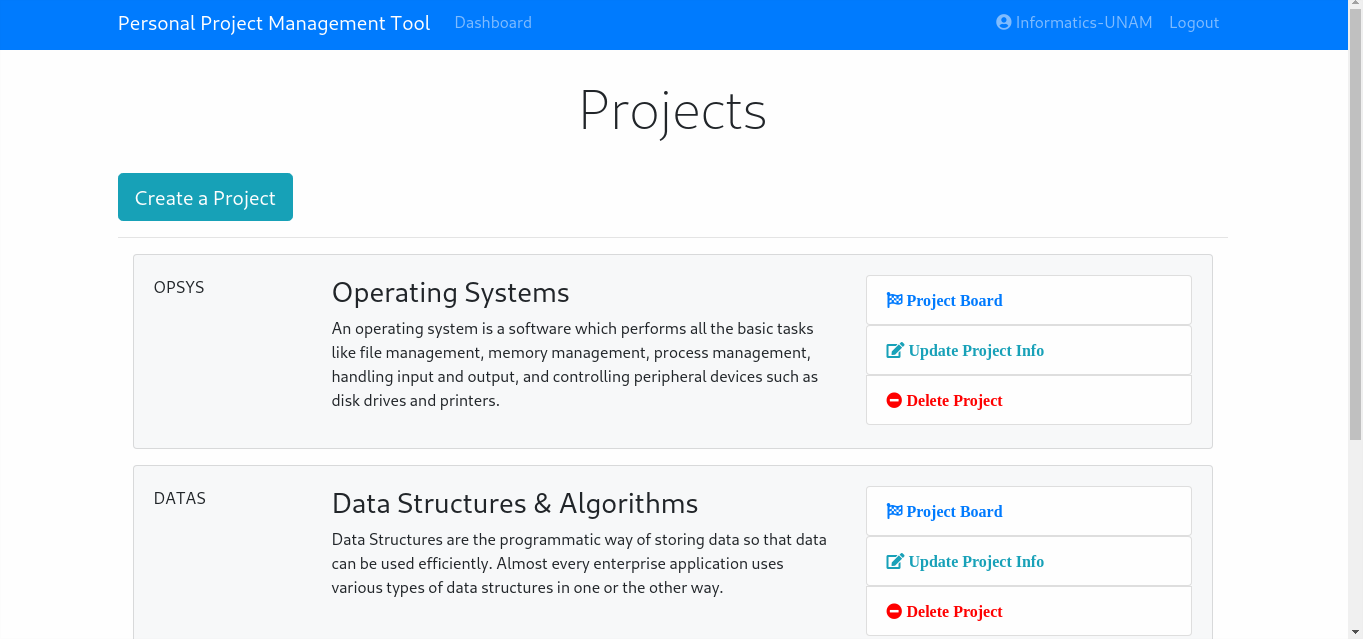 Personal Project Management Tool Dashboard Informatics-UNAM Logout
Projects
Create a Project
OPSYS
Operating Systems
An operating system is a software which performs all the basic tasks
like file management, memory management, process management,
handling input and output, and controlling peripheral devices such as
disk drives and printers.
Project Board
Update Project Info
Delete Project
DATAS
Data Structures & Algorithms
Data Structures are the programmatic way of storing data so that data
can be used efficiently. Almost every enterprise application uses
various types of data structures in one or the other way.
Project Board
Update Project Info
Delete Project